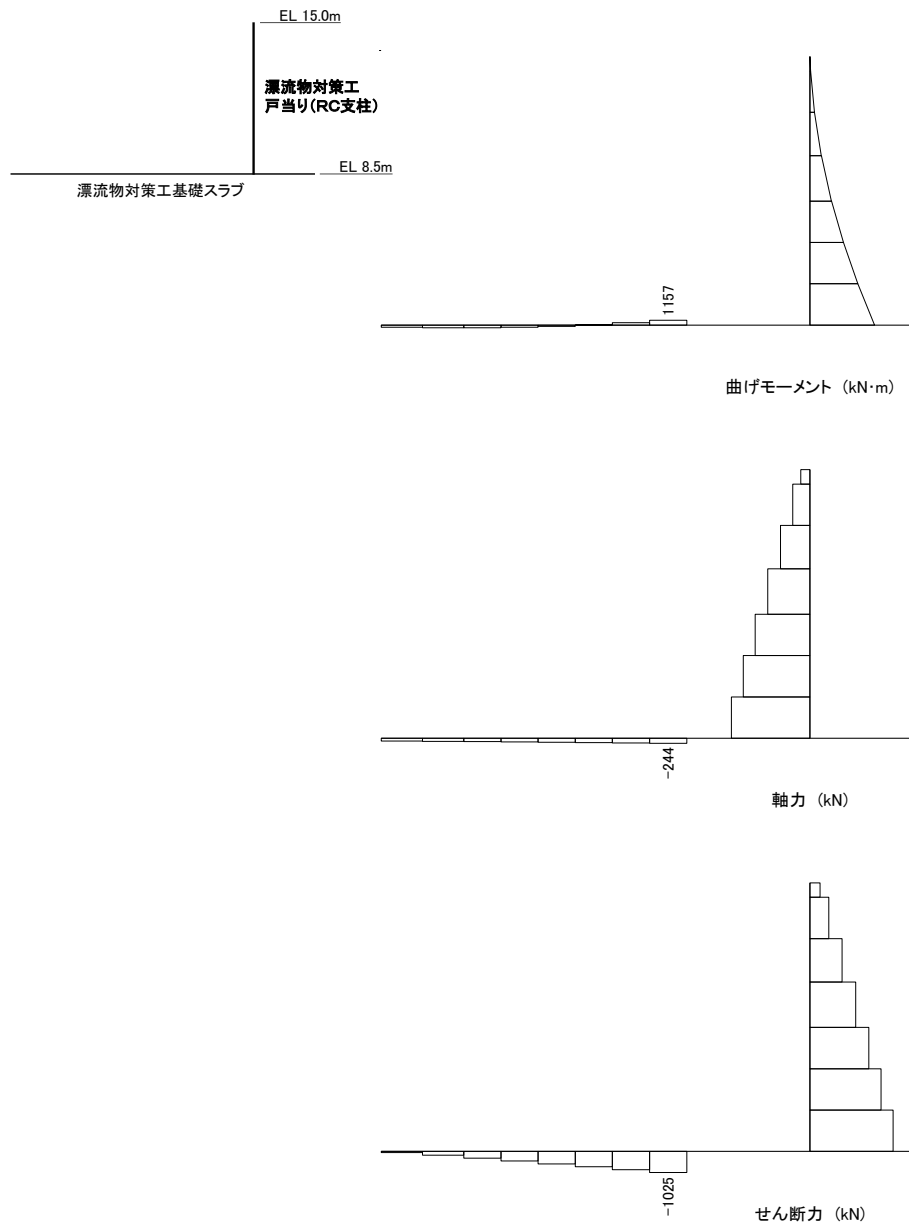 EL 15.0m
漂流物対策工
戸当り(RC支柱)
EL 8.5m
漂流物対策工基礎スラブ
1157
曲げモーメント (kN・m)
-244
軸力 (kN)
-1025
せん断力 (kN)